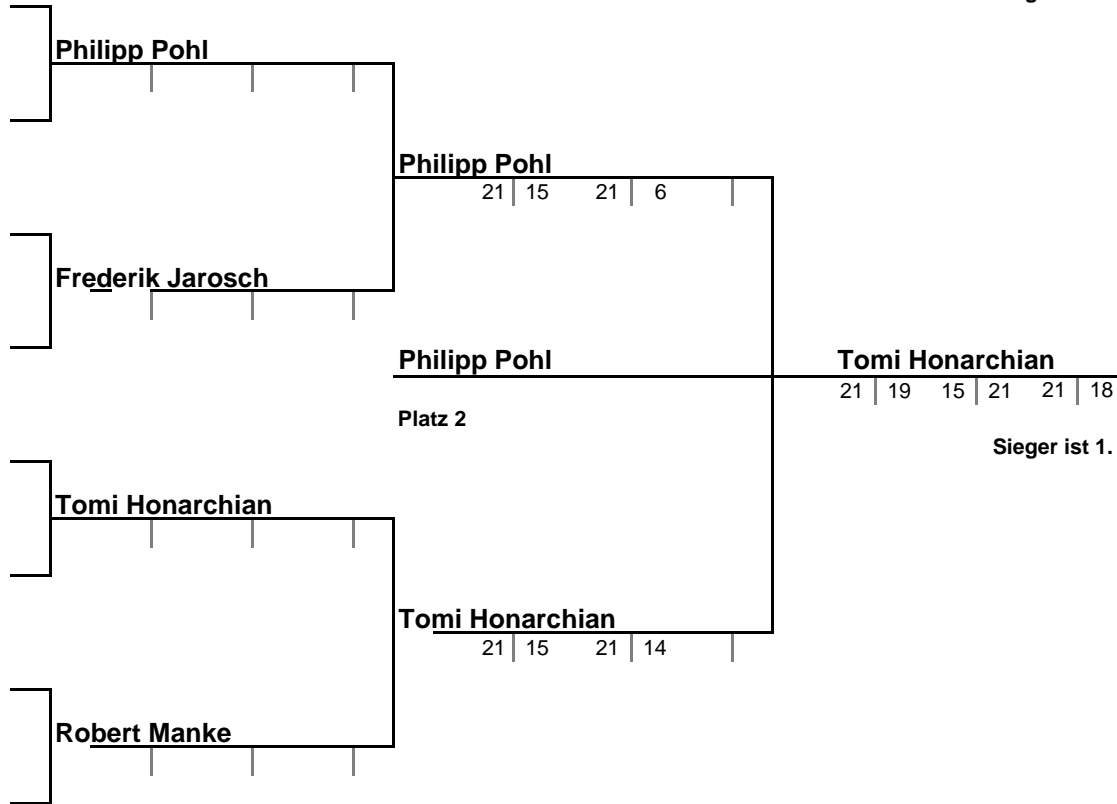 Philipp Pohl
Philipp Pohl
21 15 21 6
Frederik Jarosch
Philipp Pohl Tomi Honarchian
21 19 15 21 21 18
Platz 2
Sieger ist 1.
Tomi Honarchian
Tomi Honarchian
21 15 21 14
Robert Manke